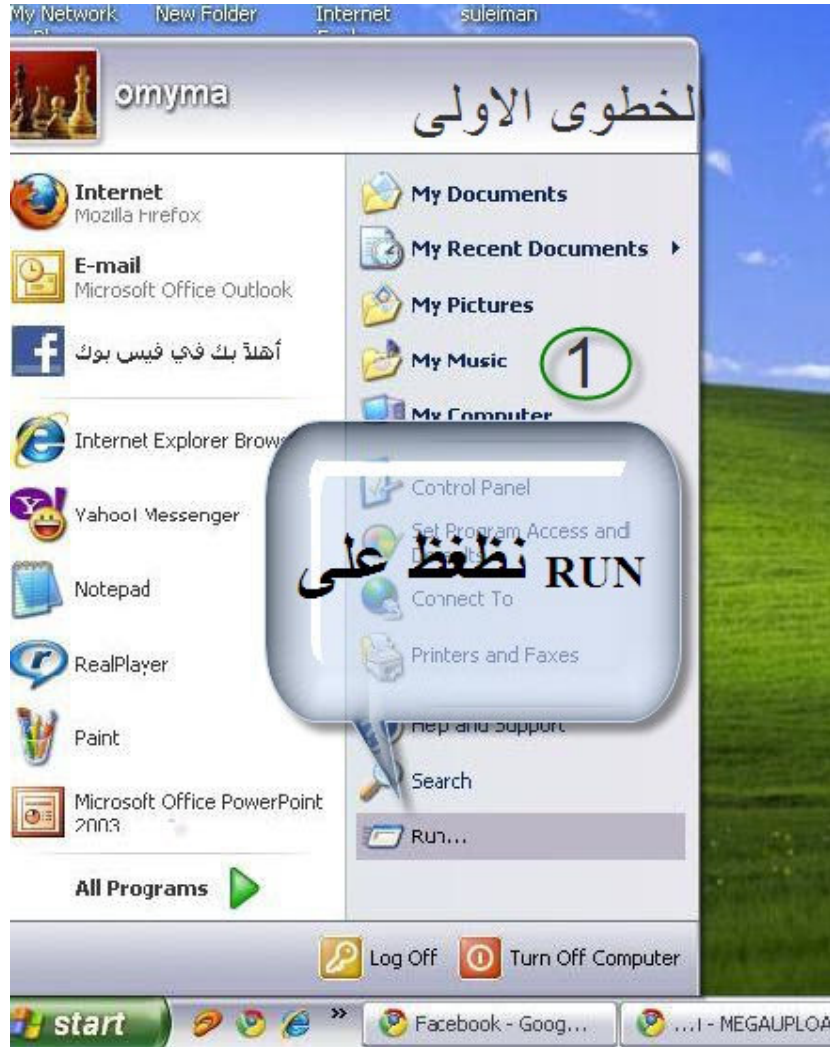 My Network
New Folder
Internet
suleiman
omyma
الخطوى الاولى
Internet
Mozilla Firefox
E-mail
Microsoft Office Outlook
أهلاً بك في فيس بوك
Internet Explorer Brow
Yahoo! Messenger
Notepad
RealPlayer
Paint
Microsoft Office PowerPoint
2003
All Programs
My Documents
My Recent Documents
My Pictures
My Music
1
My Computer
Control Panel
Set Program Access and
نظغظ على RUN
Connect To
Printers and Faxes
Help and Support
Search
Run...
Log Off
Turn Off Computer
start
»
Facebook - Goog...
...ا - MEGAUPLOA